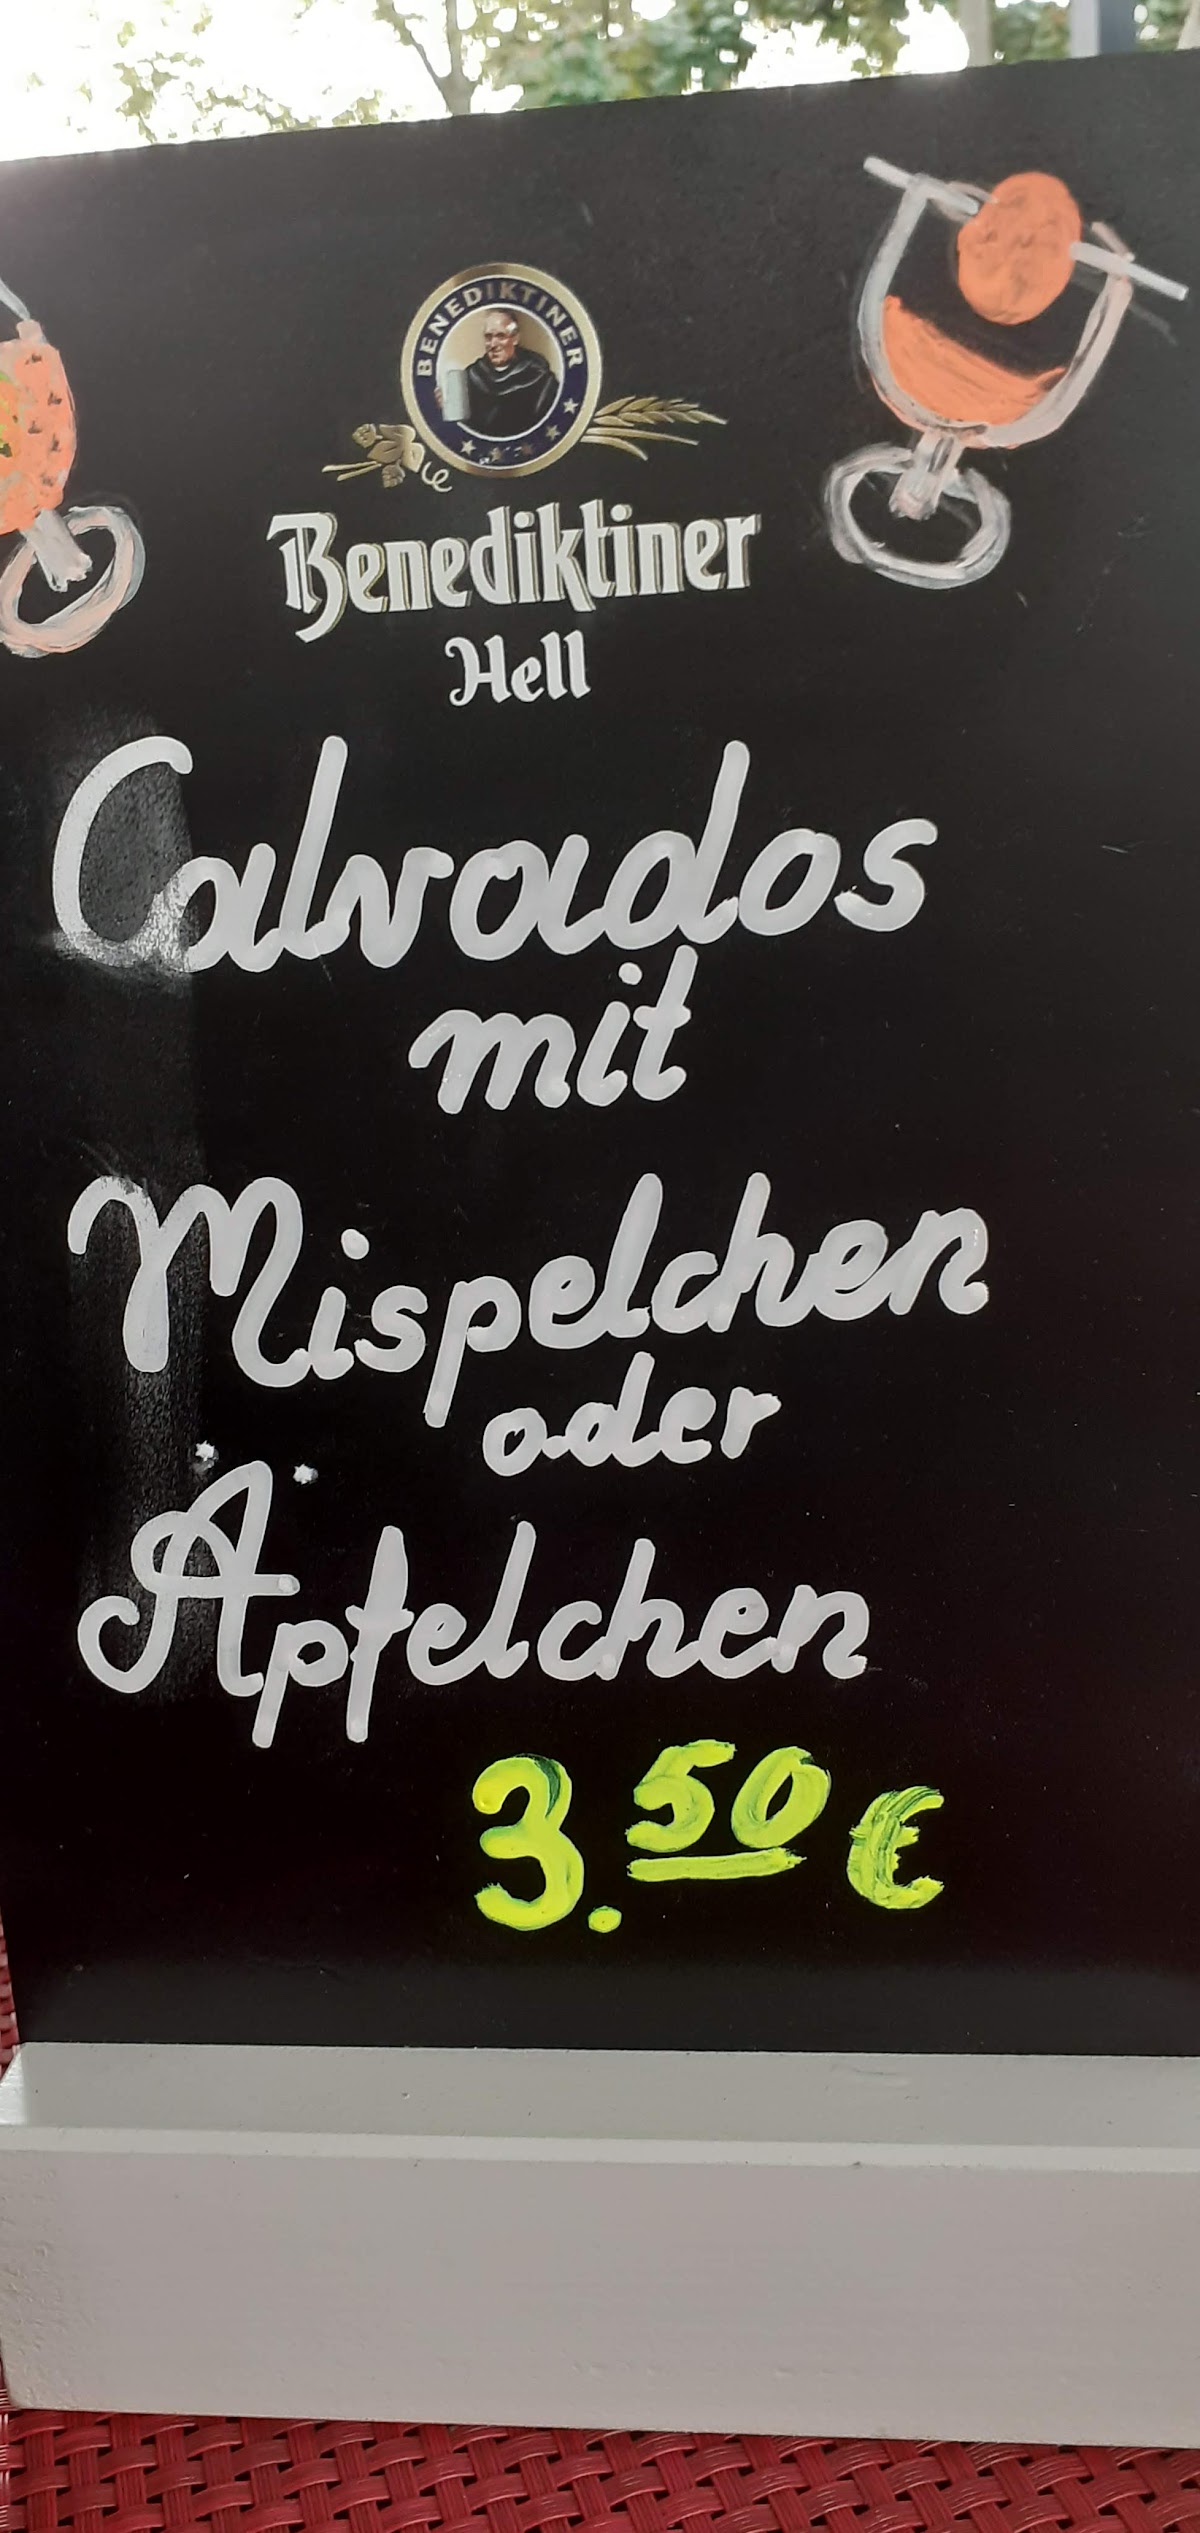 BENEDIKTINER
Benediktiner
Hell
Calvados
mit
Mispelchen
oder
Äpfelchen
3.50 €